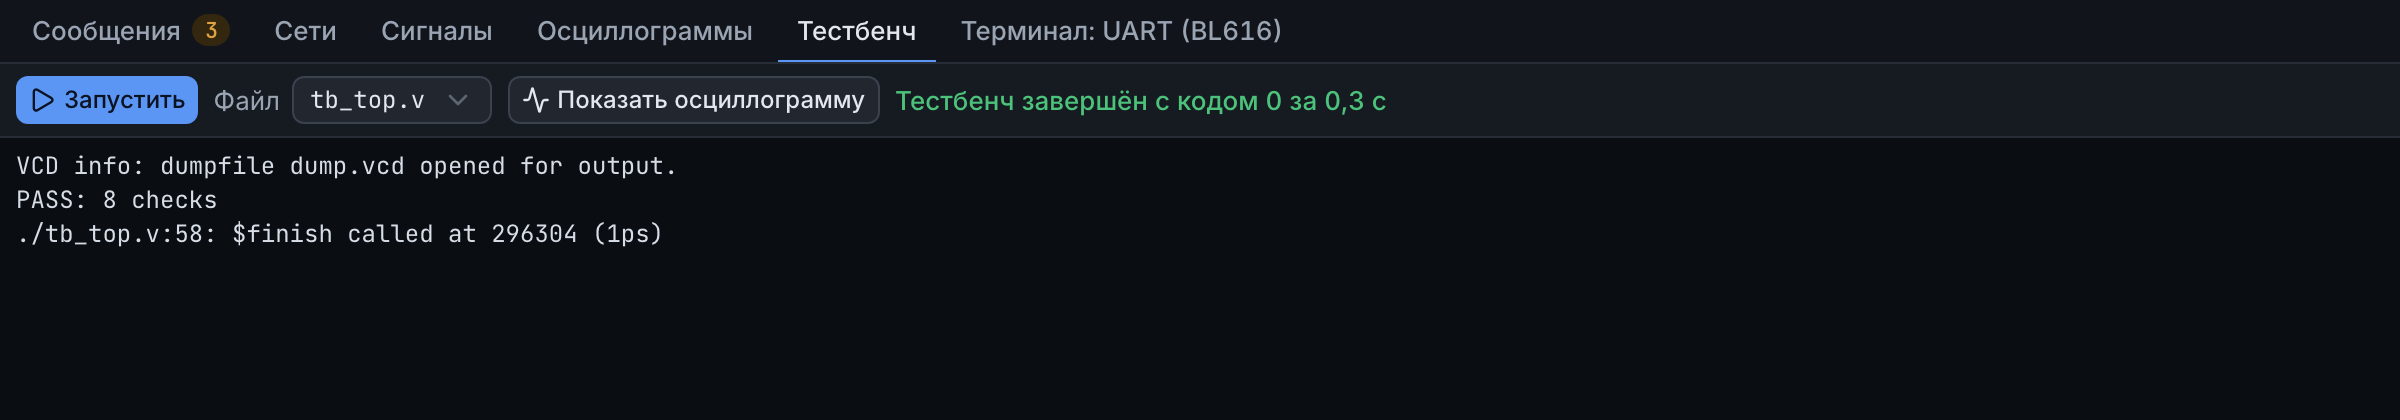 Сообщения 3 Сети Сигналы Осциллограммы Тестбенч Терминал: UART (BL616)
Запустить Файл tb_top.v Показать осциллограмму Тестбенч завершён с кодом 0 за 0,3 с
VCD info: dumpfile dump.vcd opened for output.
PASS: 8 checks
./tb_top.v:58: $finish called at 296304 (1ps)